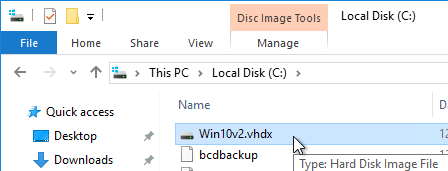 Disc Image Tools
Local Disk (C:)
File
Home
Share
View
Manage
This PC
Local Disk (C:)
Quick access
Desktop
Downloads
Name
Win10v2.vhdx
bcdbackup
12
Type: Hard Disk Image File